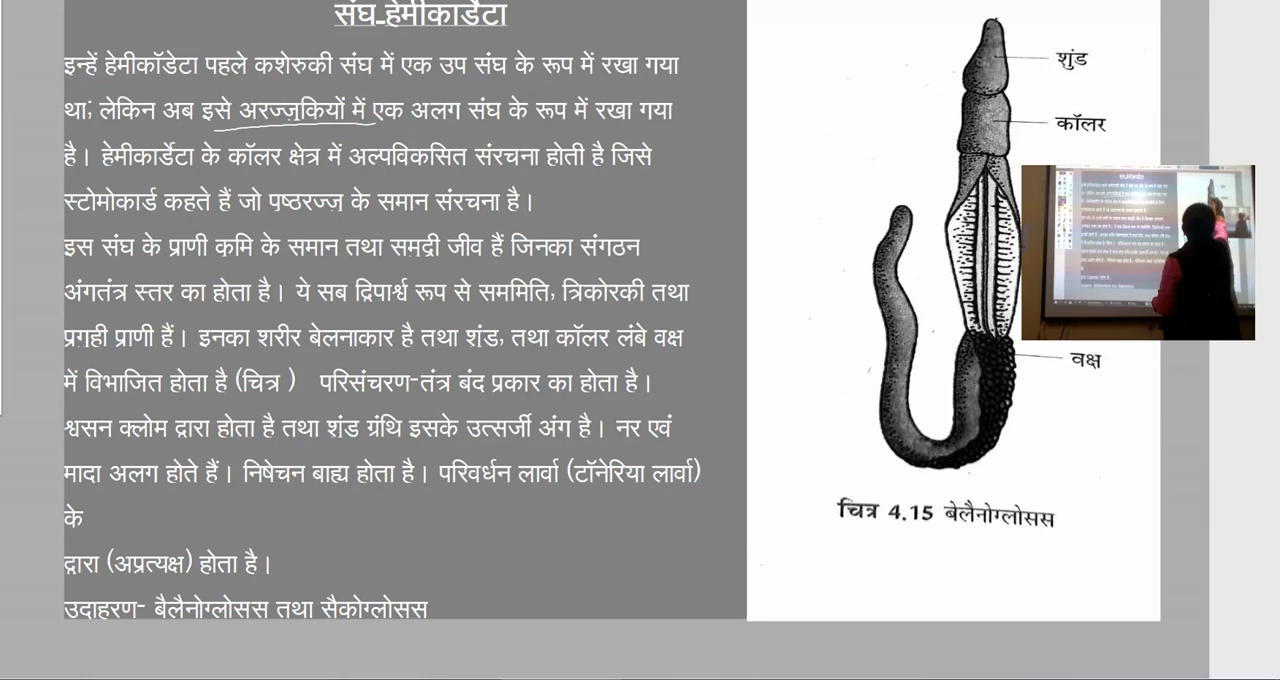 संघ-हेमीकार्डेटा
इन्हें हेमीकॉडेटा पहले कशेरुकी संघ में एक उप संघ के रूप में रखा गया
था; लेकिन अब इसे अरज्जुकियों में एक अलग संघ के रूप में रखा गया
है। हेमीकार्डेटा के कॉलर क्षेत्र में अल्पविकसित संरचना होती है जिसे
स्टोमोकार्ड कहते हैं जो पृष्ठरज्जु के समान संरचना है।
इस संघ के प्राणी कृमि के समान तथा समुद्री जीव हैं जिनका संगठन
अंगतंत्र स्तर का होता है। ये सब द्विपार्श्व रूप से सममिति, त्रिकोरकी तथा
प्रगुही प्राणी हैं। इनका शरीर बेलनाकार है तथा शुंड, तथा कॉलर लंबे वक्ष
में विभाजित होता है (चित्र ) परिसंचरण-तंत्र बंद प्रकार का होता है।
श्वसन क्लोम द्वारा होता है तथा शुंड ग्रंथि इसके उत्सर्जी अंग है। नर एवं
मादा अलग होते हैं। निषेचन बाह्य होता है। परिवर्धन लार्वा (टॉनेरिया लार्वा)
के
द्वारा (अप्रत्यक्ष) होता है।
उदाहरण- बैलैनोग्लोसस तथा सैकोग्लोसस
शुंड
कॉलर
वक्ष
चित्र 4.15 बेलैनोग्लोसस